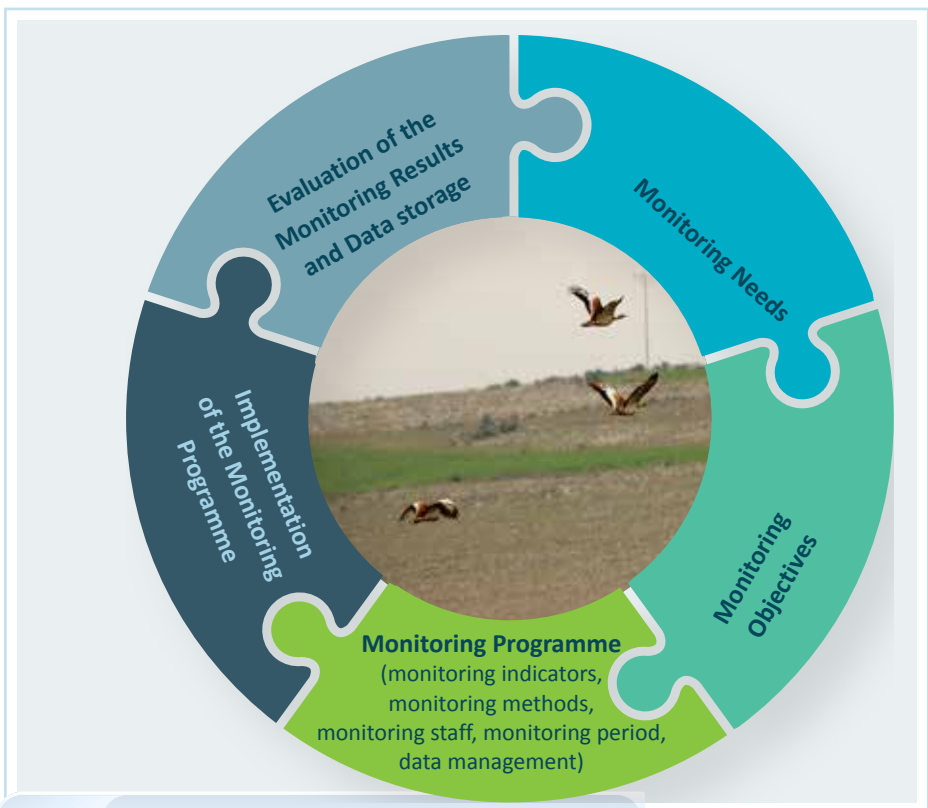 Evaluation of the
Monitoring Results
and Data storage
Monitoring Needs
Monitoring
Objectives
Monitoring Programme
(monitoring indicators,
monitoring methods,
monitoring staff, monitoring period,
data management)
Implementation
of the Monitoring
Programme